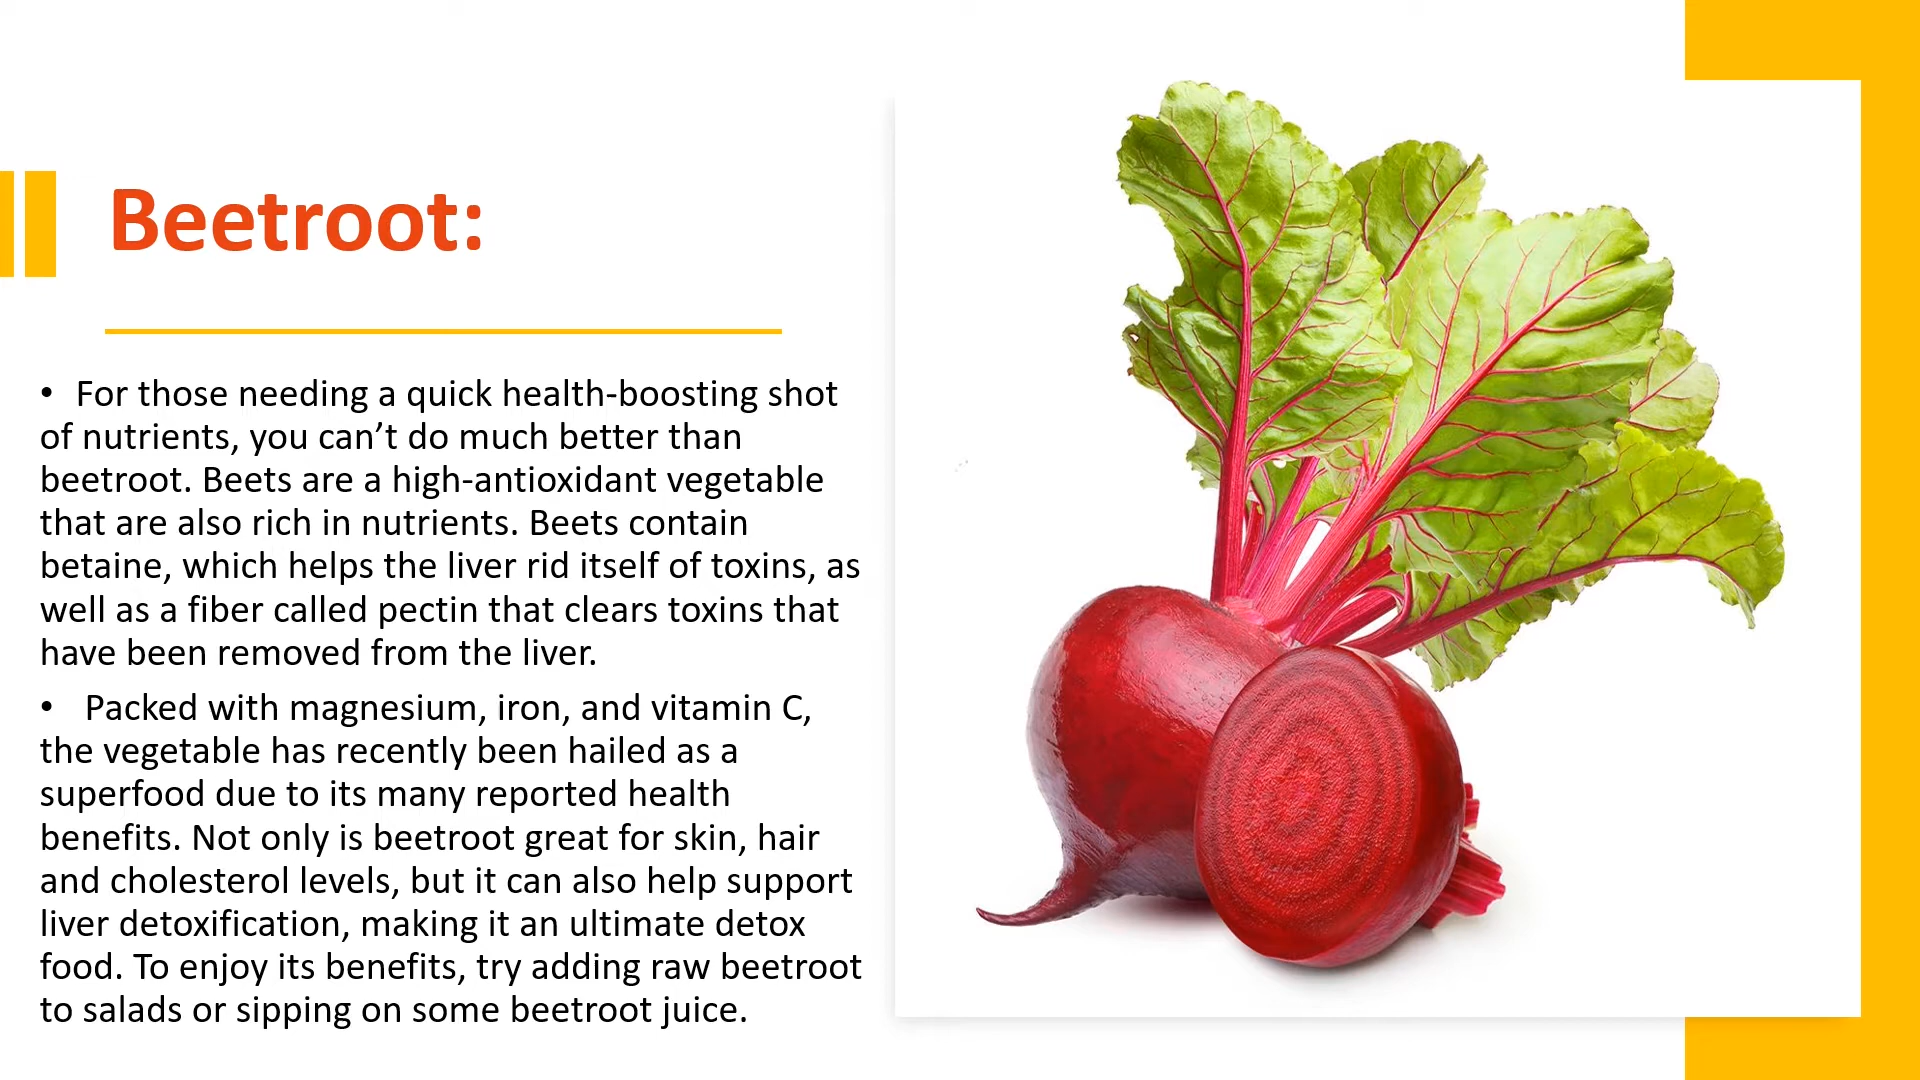 Beetroot:
• For those needing a quick health-boosting shot
of nutrients, you can’t do much better than
beetroot. Beets are a high-antioxidant vegetable
that are also rich in nutrients. Beets contain
betaine, which helps the liver rid itself of toxins, as
well as a fiber called pectin that clears toxins that
have been removed from the liver.
• Packed with magnesium, iron, and vitamin C,
the vegetable has recently been hailed as a
superfood due to its many reported health
benefits. Not only is beetroot great for skin, hair
and cholesterol levels, but it can also help support
liver detoxification, making it an ultimate detox
food. To enjoy its benefits, try adding raw beetroot
to salads or sipping on some beetroot juice.